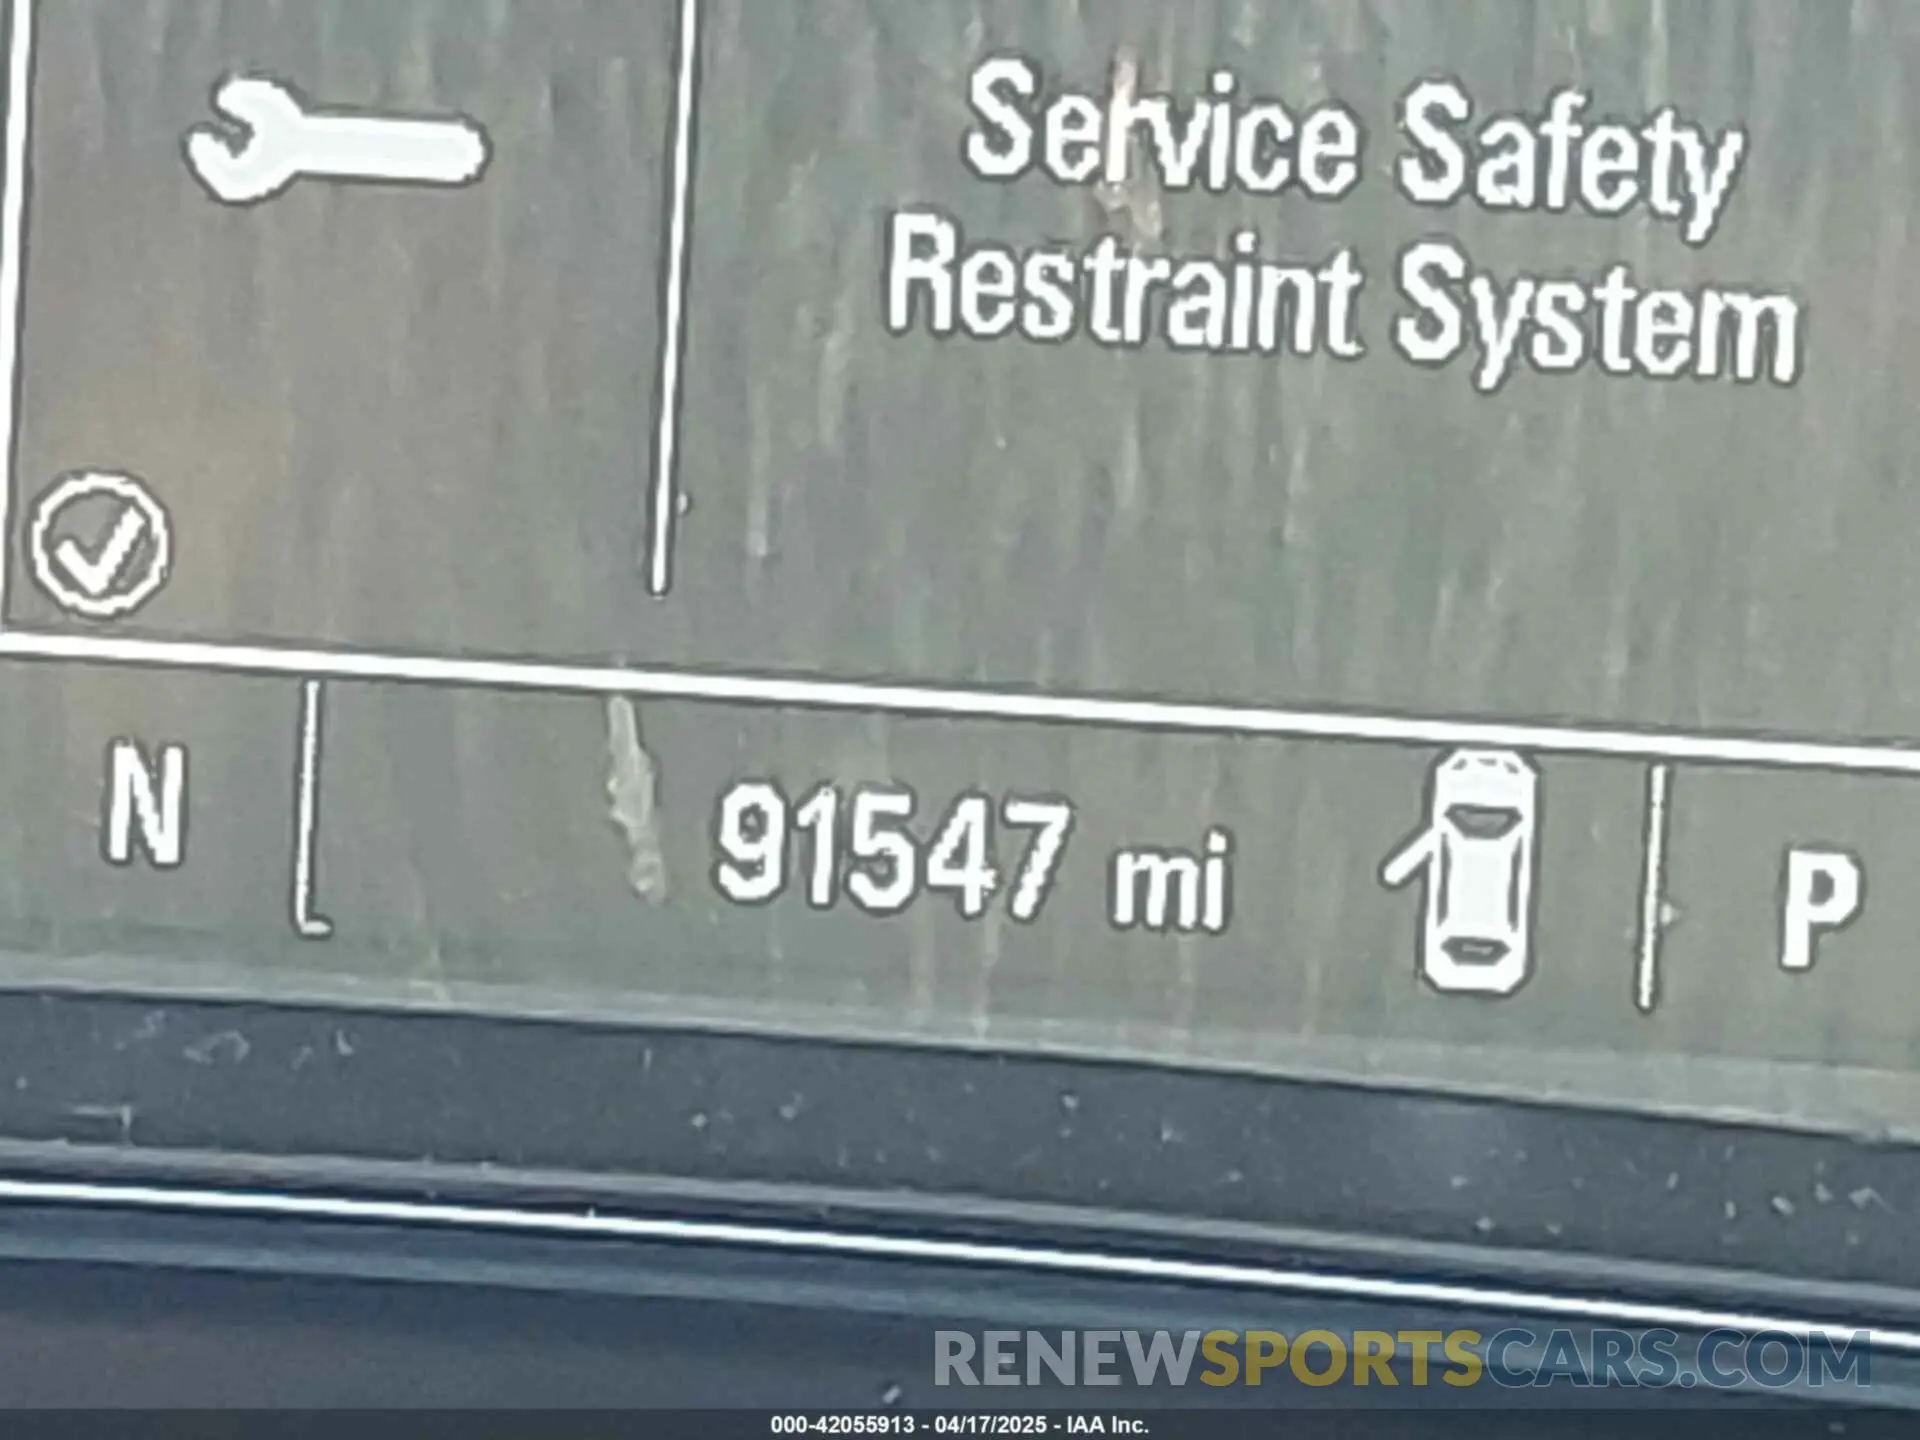 Service Safety
Restraint System
N
91547 mi
P
RENEWSPORTSCARS.COM
000-42055913 - 04/17/2025 - IAA Inc.